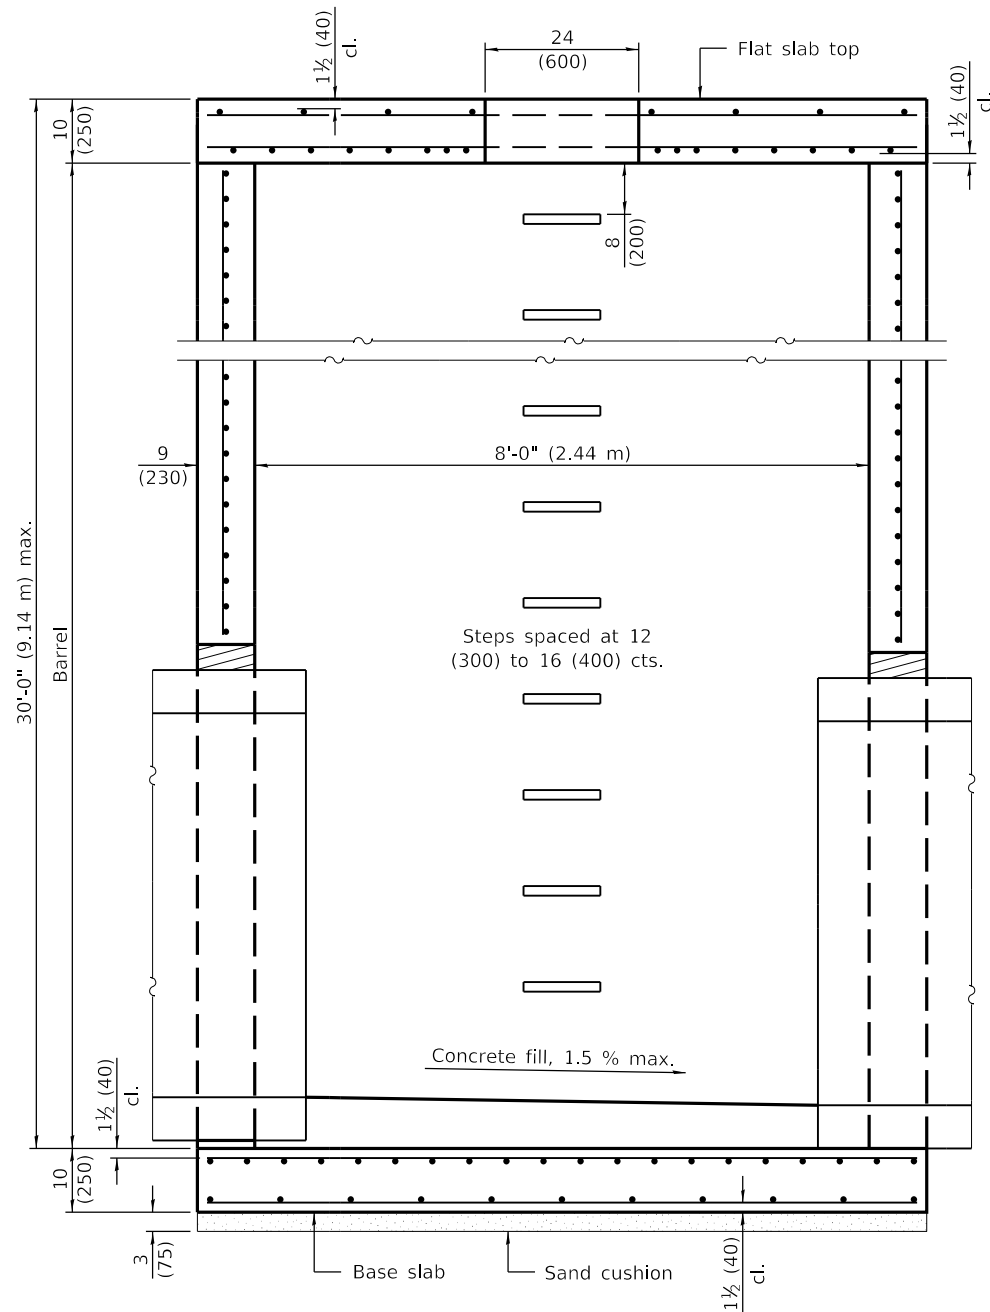 24
(600)
Flat slab top
1½ (40)
cl.
1½ (40)
cl.
10
(250)
8
(200)
9
(230)
8'-0" (2.44 m)
30'-0" (9.14 m) max.
Barrel
Steps spaced at 12
(300) to 16 (400) cts.
Concrete fill, 1.5 % max.
1½ (40)
cl.
10
(250)
3
(75)
Base slab
Sand cushion
1½ (40)
cl.